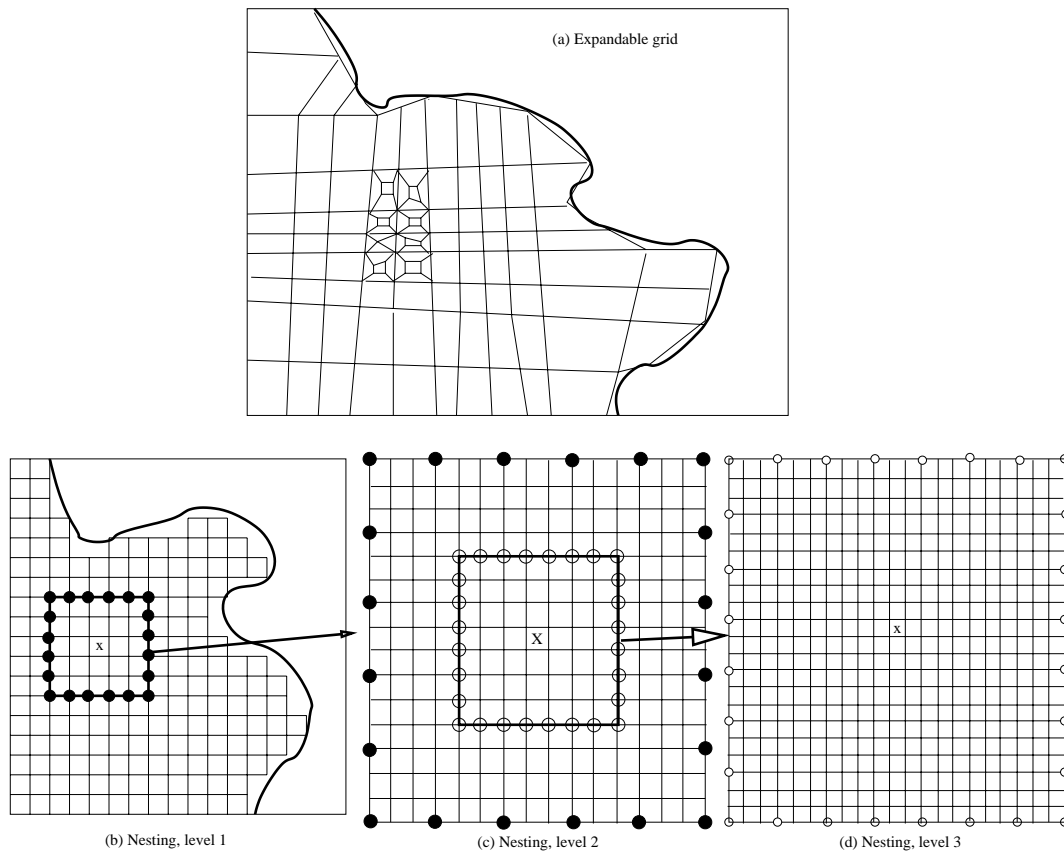 (a) Expandable grid
x
X
x
(b) Nesting, level 1
(c) Nesting, level 2
(d) Nesting, level 3